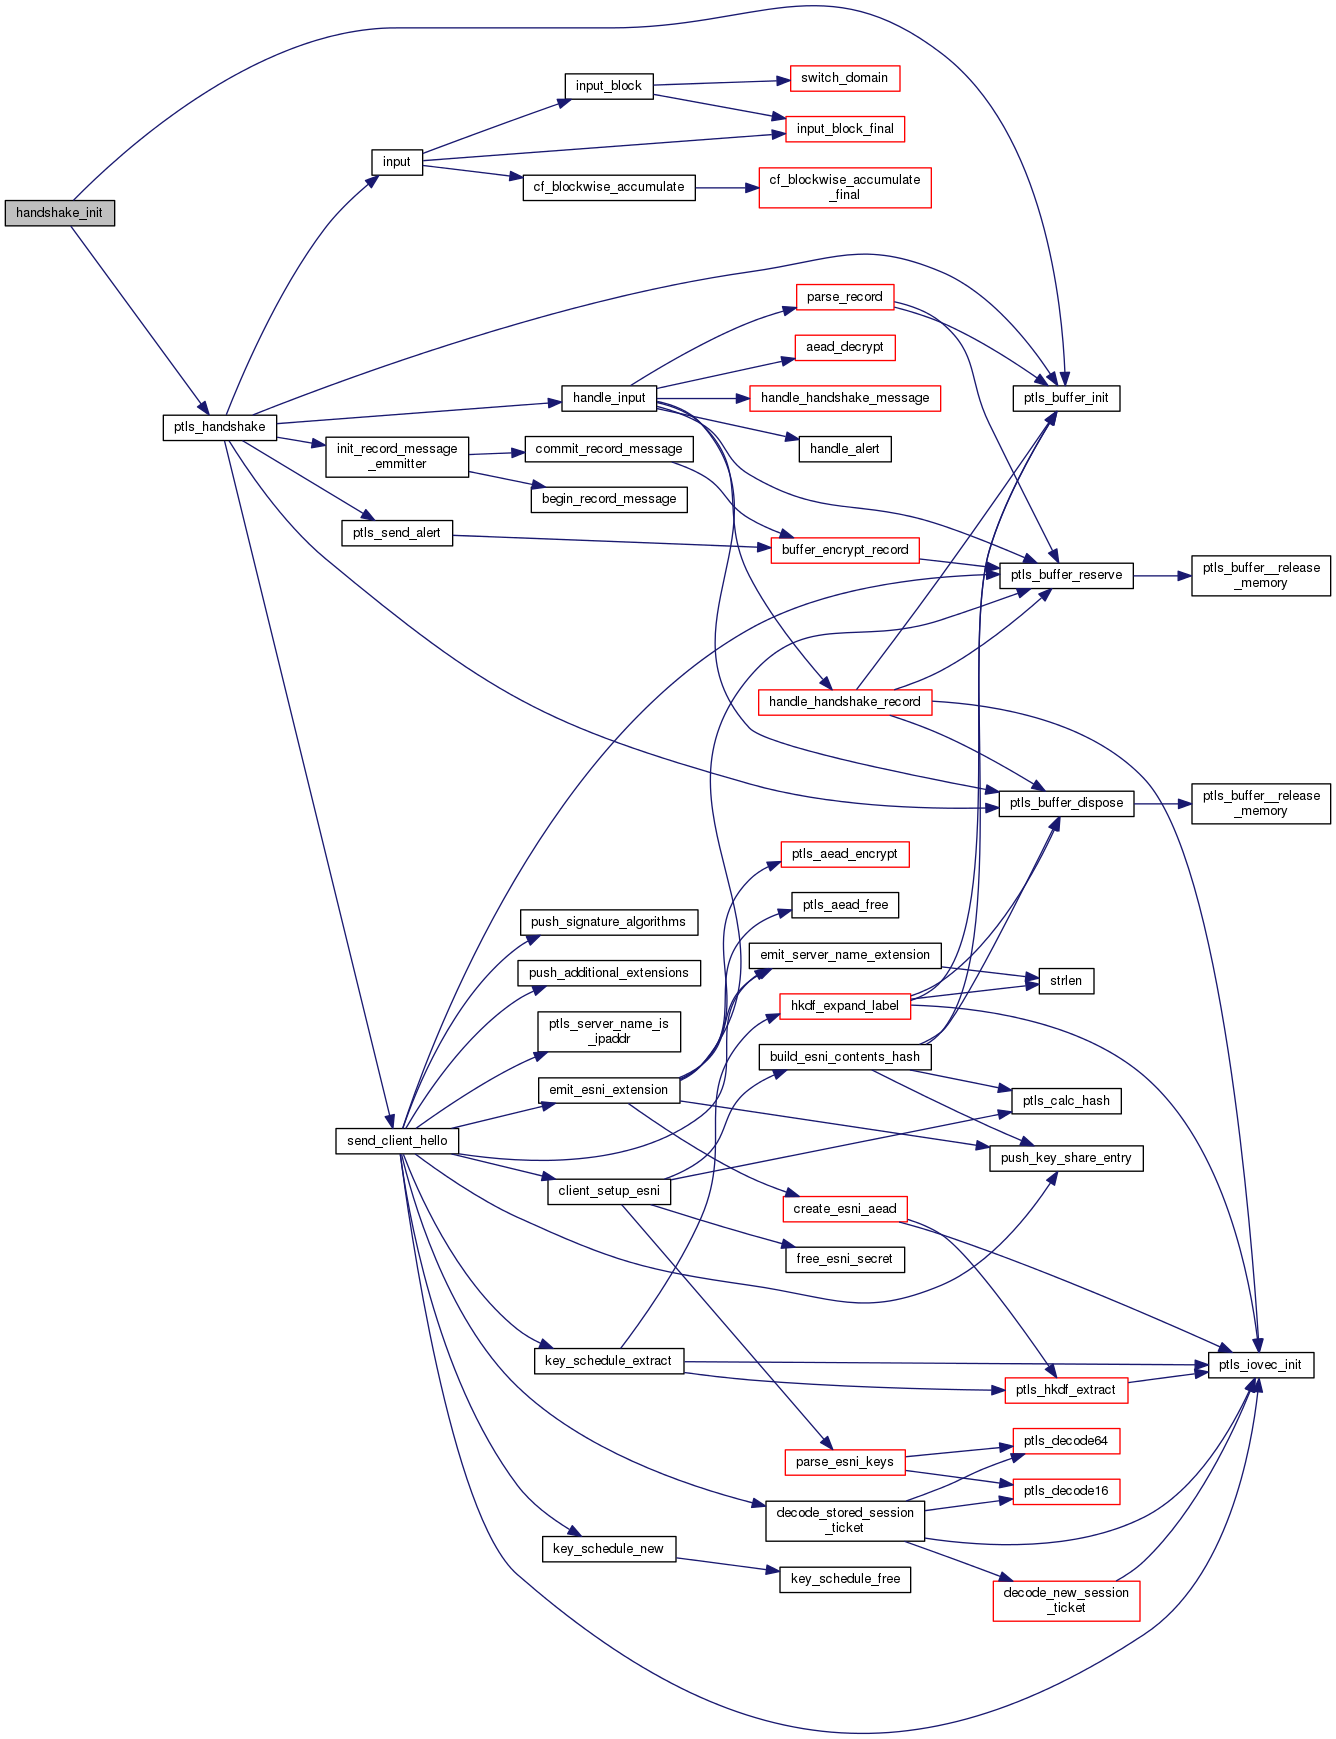 handshake_init
switch_domain
input_block
input_block_final
input
cf_blockwise_accumulate
cf_blockwise_accumulate
_final
parse_record
aead_decrypt
handle_input
handle_handshake_message
ptls_buffer_init
ptls_handshake
init_record_message
_emmitter
commit_record_message
handle_alert
begin_record_message
ptls_send_alert
buffer_encrypt_record
ptls_buffer_reserve
ptls_buffer__release
_memory
handle_handshake_record
ptls_buffer_dispose
ptls_buffer__release
_memory
ptls_aead_encrypt
ptls_aead_free
push_signature_algorithms
emit_server_name_extension
push_additional_extensions
strlen
hkdf_expand_label
ptls_server_name_is
_ipaddr
build_esni_contents_hash
emit_esni_extension
ptls_calc_hash
send_client_hello
push_key_share_entry
client_setup_esni
create_esni_aead
free_esni_secret
key_schedule_extract
ptls_iovec_init
ptls_hkdf_extract
ptls_decode64
parse_esni_keys
ptls_decode16
decode_stored_session
_ticket
key_schedule_new
key_schedule_free
decode_new_session
_ticket